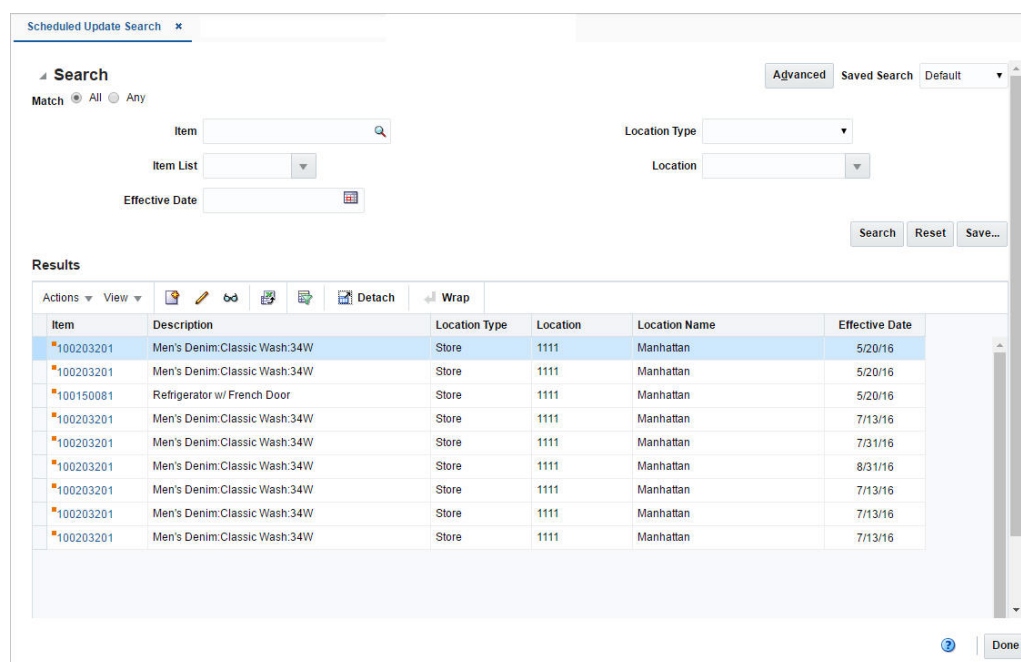 Scheduled Update Search ×
Search
Advanced Saved Search Default
Match All Any
Item Location Type
Item List Location
Effective Date
Search Reset Save...
Results
Actions View Detach Wrap
Item Description Location Type Location Location Name Effective Date
100203201 Men's Denim:Classic Wash:34W Store 1111 Manhattan 5/20/16
100203201 Men's Denim:Classic Wash:34W Store 1111 Manhattan 5/20/16
100150081 Refrigerator w/ French Door Store 1111 Manhattan 5/20/16
100203201 Men's Denim:Classic Wash:34W Store 1111 Manhattan 7/13/16
100203201 Men's Denim:Classic Wash:34W Store 1111 Manhattan 7/31/16
100203201 Men's Denim:Classic Wash:34W Store 1111 Manhattan 8/31/16
100203201 Men's Denim:Classic Wash:34W Store 1111 Manhattan 7/13/16
100203201 Men's Denim:Classic Wash:34W Store 1111 Manhattan 7/13/16
100203201 Men's Denim:Classic Wash:34W Store 1111 Manhattan 7/13/16
? Done